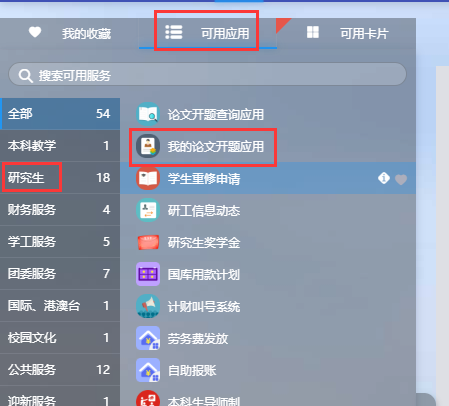 我的收藏 可用应用 可用卡片
搜索可用服务
全部 54
本科教学 1
研究生 18
财务服务 4
学工服务 5
团委服务 7
国际、港澳台 1
校园文化 1
公共服务 12
迎新服务 1
论文开题查询应用
我的论文开题应用
学生重修申请
研工信息动态
研究生奖学金
国库用款计划
计财叫号系统
劳务费发放
自助报账
本科生导师制